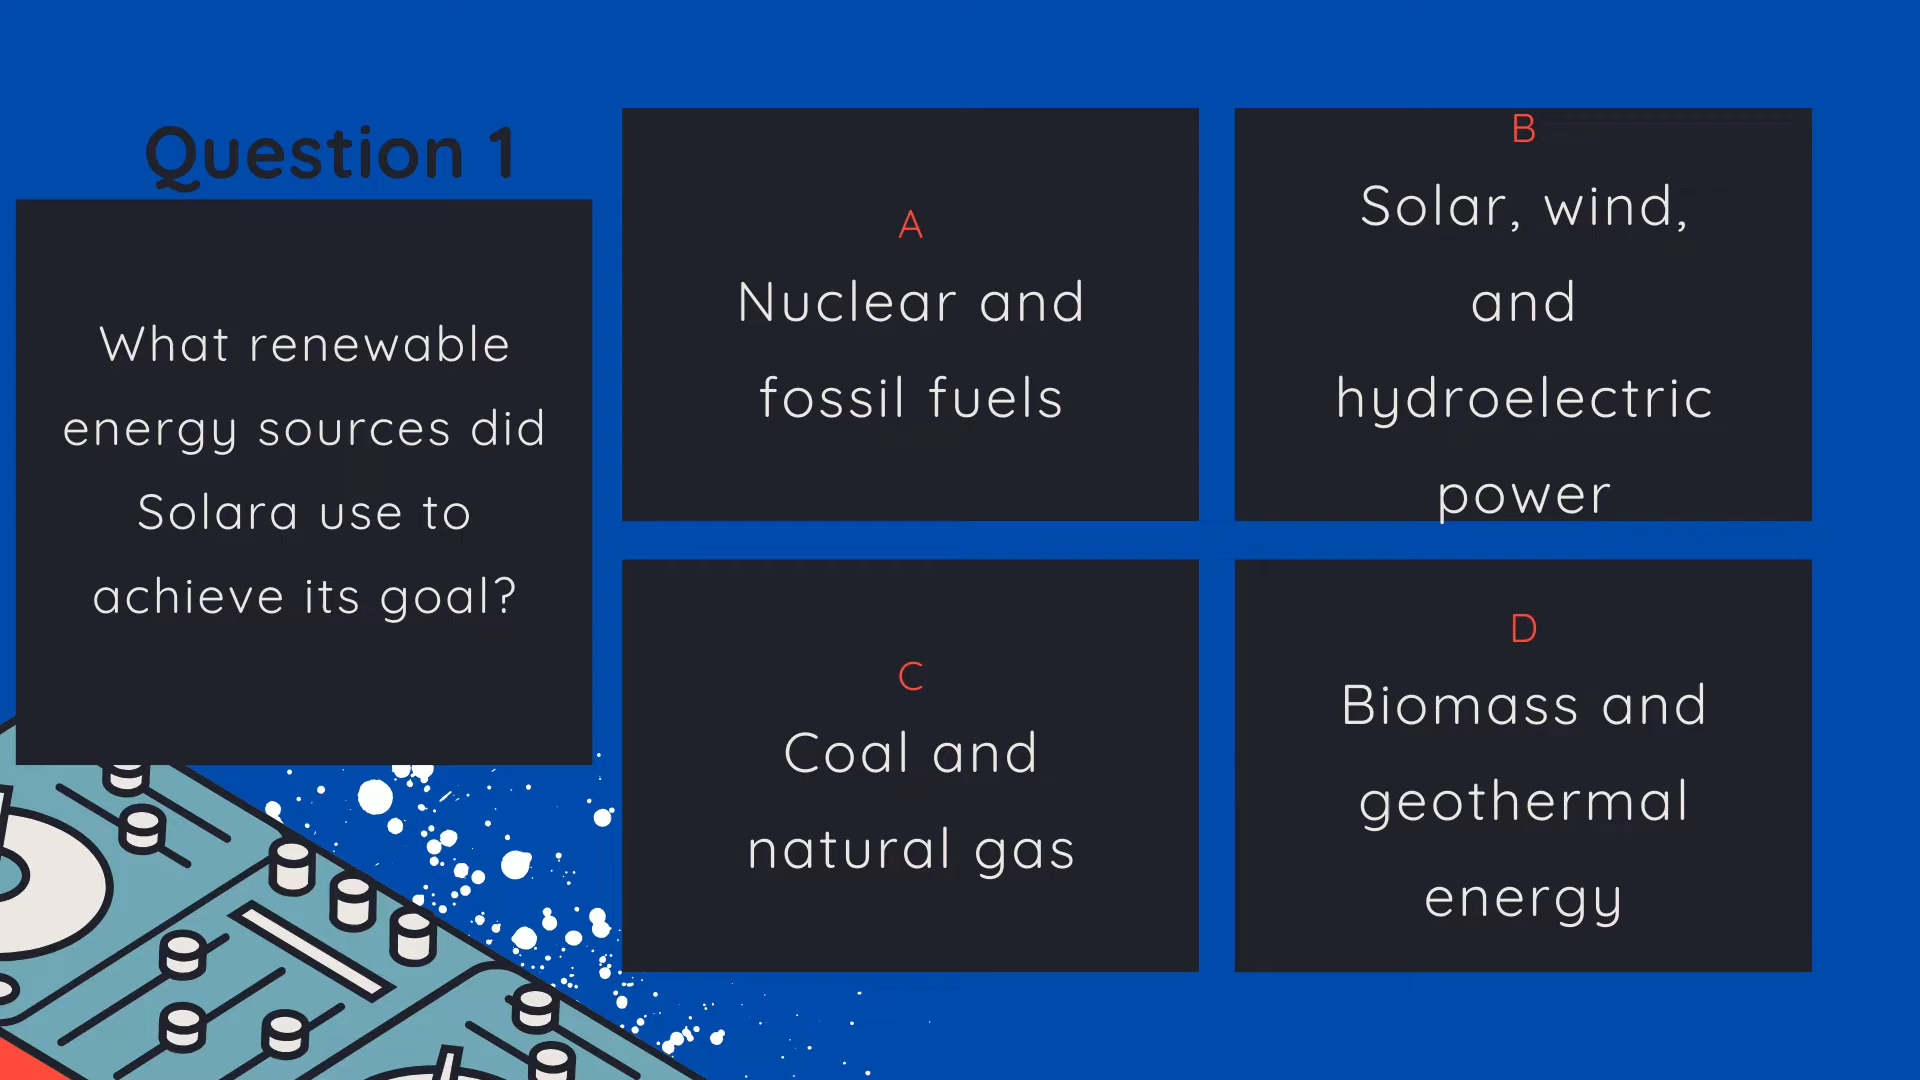 Question 1
What renewable
energy sources did
Solara use to
achieve its goal?
A
Nuclear and
fossil fuels
B
Solar, wind,
and
hydroelectric
power
C
Coal and
natural gas
D
Biomass and
geothermal
energy